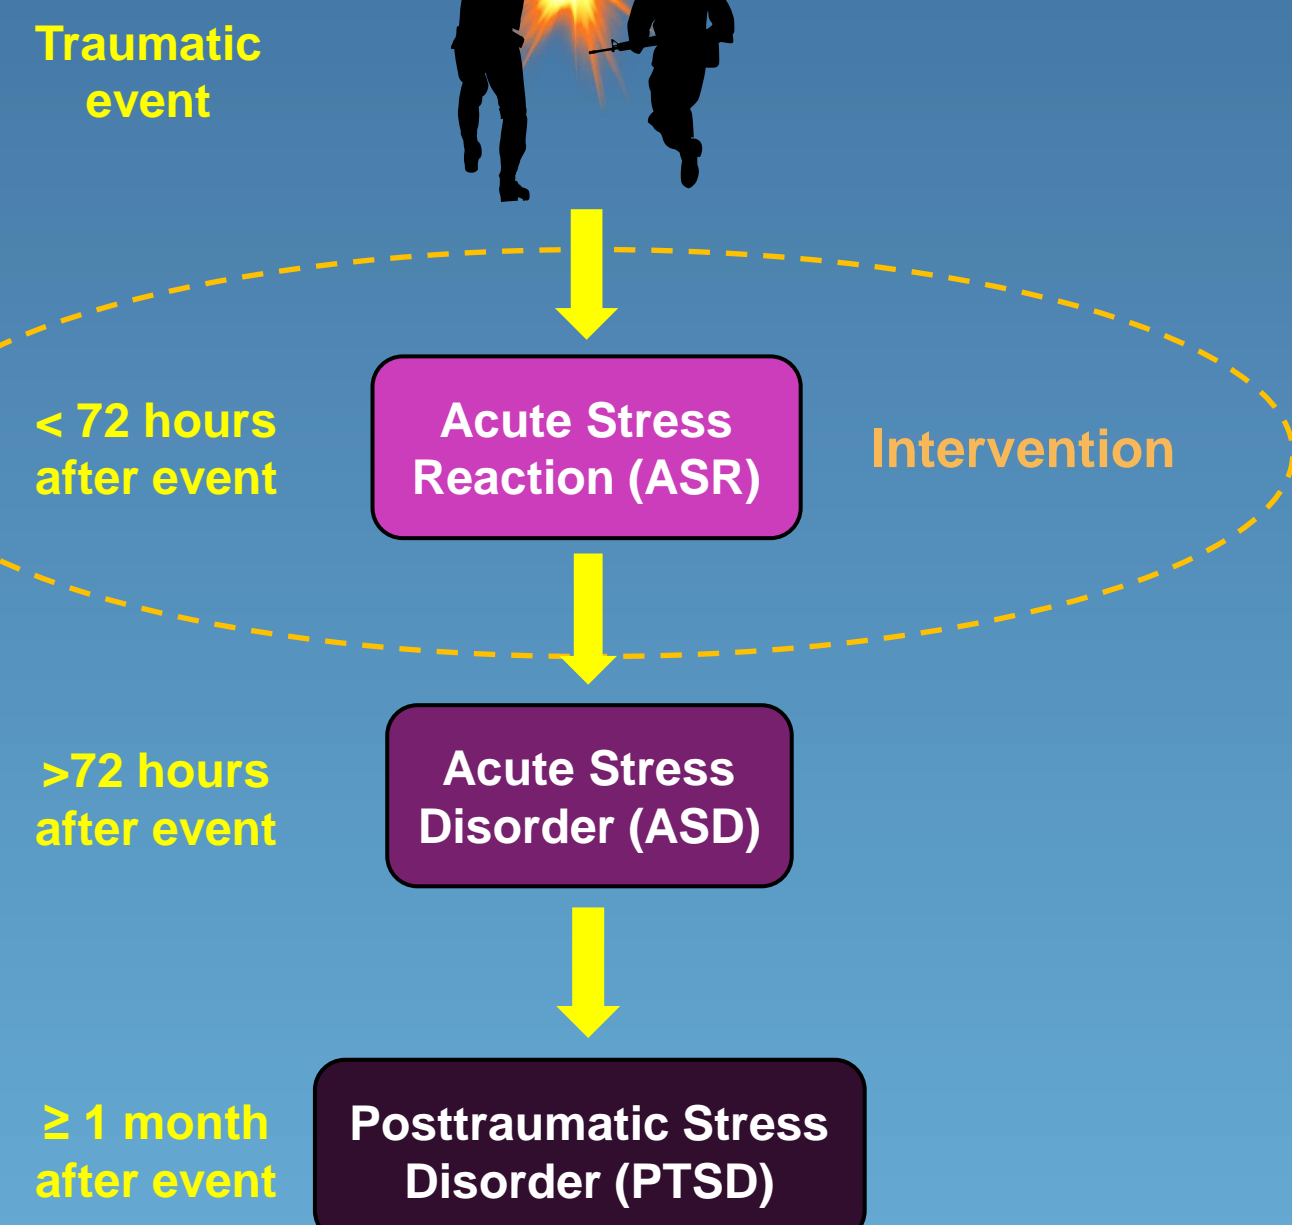 Traumatic
event
< 72 hours
after event
Acute Stress
Reaction (ASR)
Intervention
>72 hours
after event
Acute Stress
Disorder (ASD)
≥ 1 month
after event
Posttraumatic Stress
Disorder (PTSD)